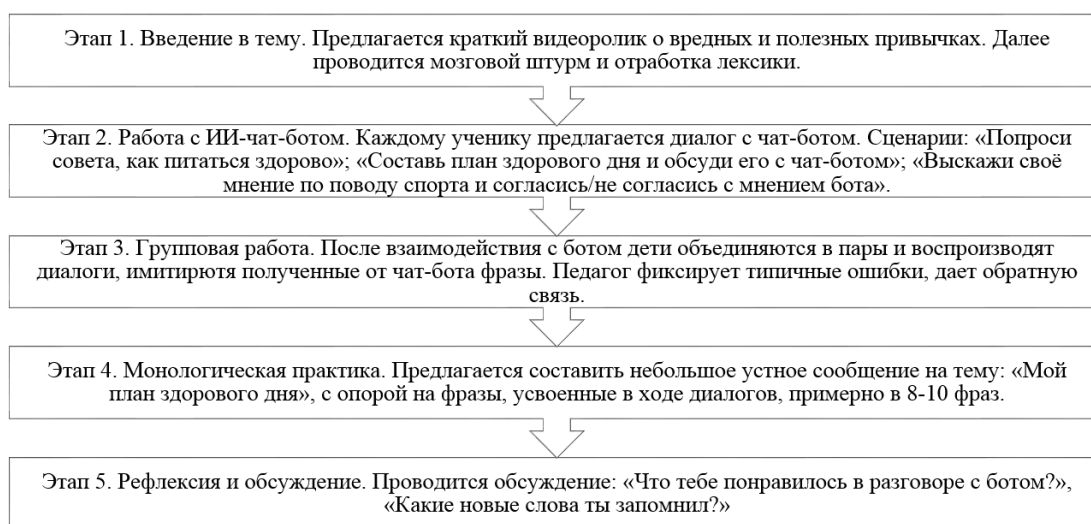 Этап 1. Введение в тему. Предлагается краткий видеоролик о вредных и полезных привычках. Далее
проводится мозговой штурм и отработка лексики.
Этап 2. Работа с ИИ-чат-ботом. Каждому ученику предлагается диалог с чат-ботом. Сценарии: «Попроси
совета, как питаться здорово»; «Составь план здорового дня и обсуди его с чат-ботом»; «Выскажи своё
мнение по поводу спорта и согласись/не согласись с мнением бота».
Этап 3. Групповая работа. После взаимодействия с ботом дети объединяются в пары и воспроизводят
диалоги, имитирютя полученные от чат-бота фразы. Педагог фиксирует типичные ошибки, дает обратную
связь.
Этап 4. Монологическая практика. Предлагается составить небольшое устное сообщение на тему: «Мой
план здорового дня», с опорой на фразы, усвоенные в ходе диалогов, примерно в 8-10 фраз.
Этап 5. Рефлексия и обсуждение. Проводится обсуждение: «Что тебе понравилось в разговоре с ботом?»,
«Какие новые слова ты запомнил?»